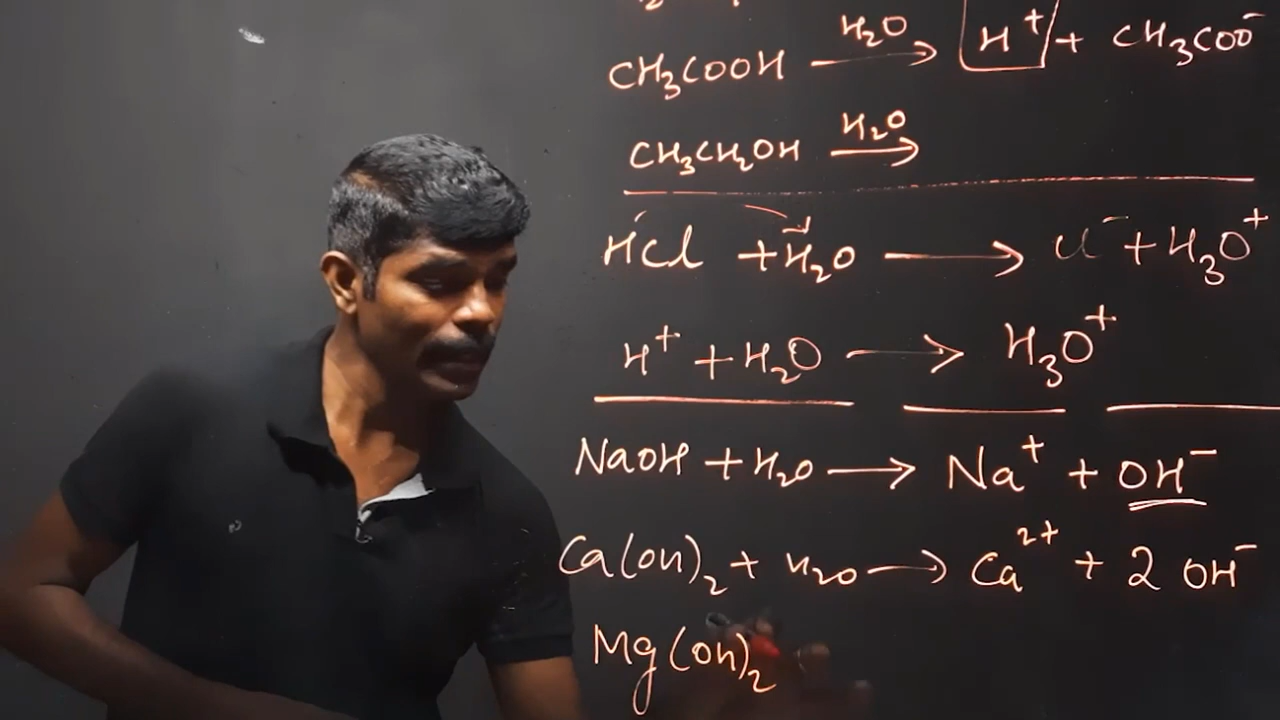 CH₃COOH —H₂O→ H⁺ + CH₃COO⁻
CH₃CH₂OH —H₂O→
HCl + H₂O → Cl⁻ + H₃O⁺
H⁺ + H₂O → H₃O⁺
NaOH + H₂O → Na⁺ + OH⁻
Ca(OH)₂ + H₂O → Ca²⁺ + 2 OH⁻
Mg(OH)₂